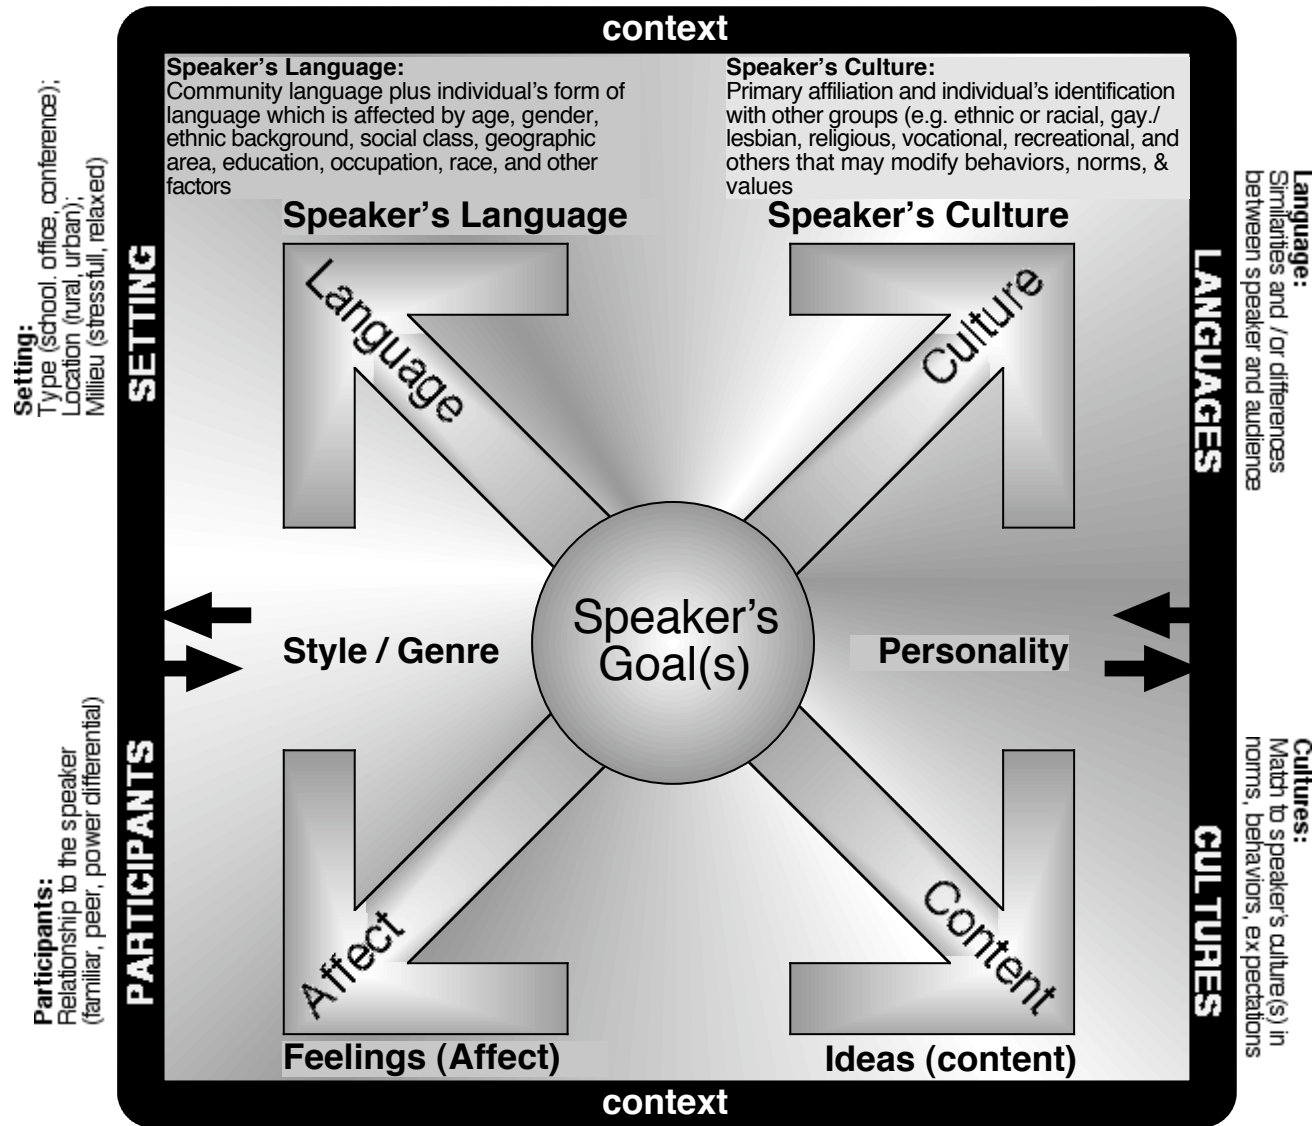 context
Speaker's Language:
Community language plus individual's form of
language which is affected by age, gender,
ethnic background, social class, geographic
area, education, occupation, race, and other
factors
Speaker's Culture:
Primary affiliation and individual's identification
with other groups (e.g. ethnic or racial, gay./
lesbian, religious, vocational, recreational, and
others that may modify behaviors, norms, &
values
Speaker's Language
Speaker's Culture
Language
Culture
Setting:
Type (school. office, conference);
Location (rural, urban);
Millieu (stressfull, relaxed)
SETTING
LANGUAGES
Language:
Similarities and / or differences
between speaker and audience
Style / Genre
Speaker's
Goal(s)
Personality
Participants:
Relationship to the speaker
(familiar, peer, power differential)
PARTICIPANTS
CULTURES
Cultures:
Match to speaker's culture(s) in
norms, behaviors, expectations
Affect
Content
Feelings (Affect)
Ideas (content)
context